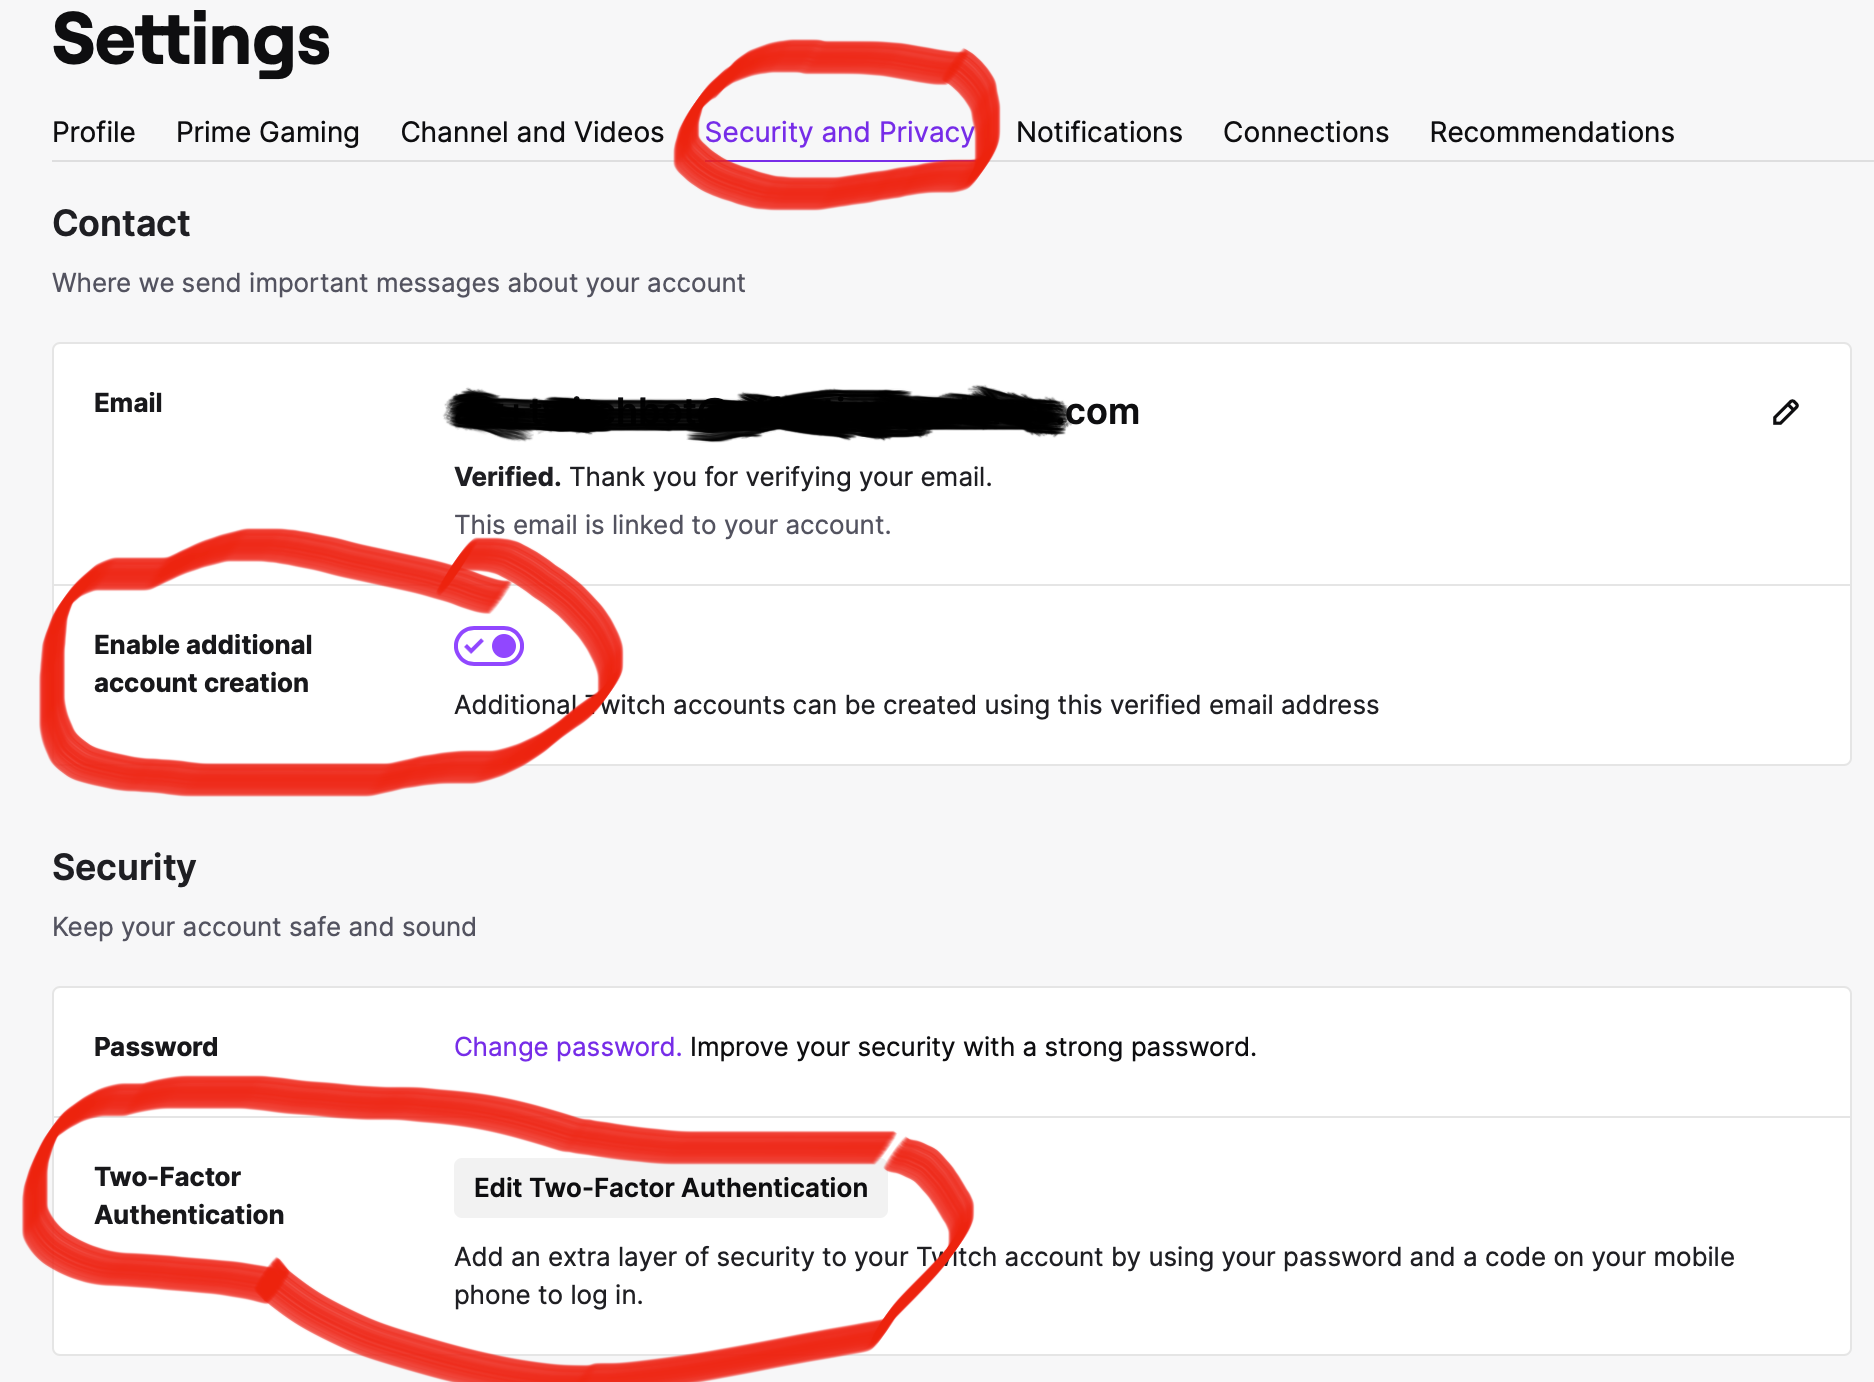 Settings
Profile Prime Gaming Channel and Videos Security and Privacy Notifications Connections Recommendations
Contact
Where we send important messages about your account
Email
com
Verified. Thank you for verifying your email.
This email is linked to your account.
Enable additional
account creation
Additional Twitch accounts can be created using this verified email address
Security
Keep your account safe and sound
Password
Change password. Improve your security with a strong password.
Two-Factor
Authentication
Edit Two-Factor Authentication
Add an extra layer of security to your Twitch account by using your password and a code on your mobile
phone to log in.